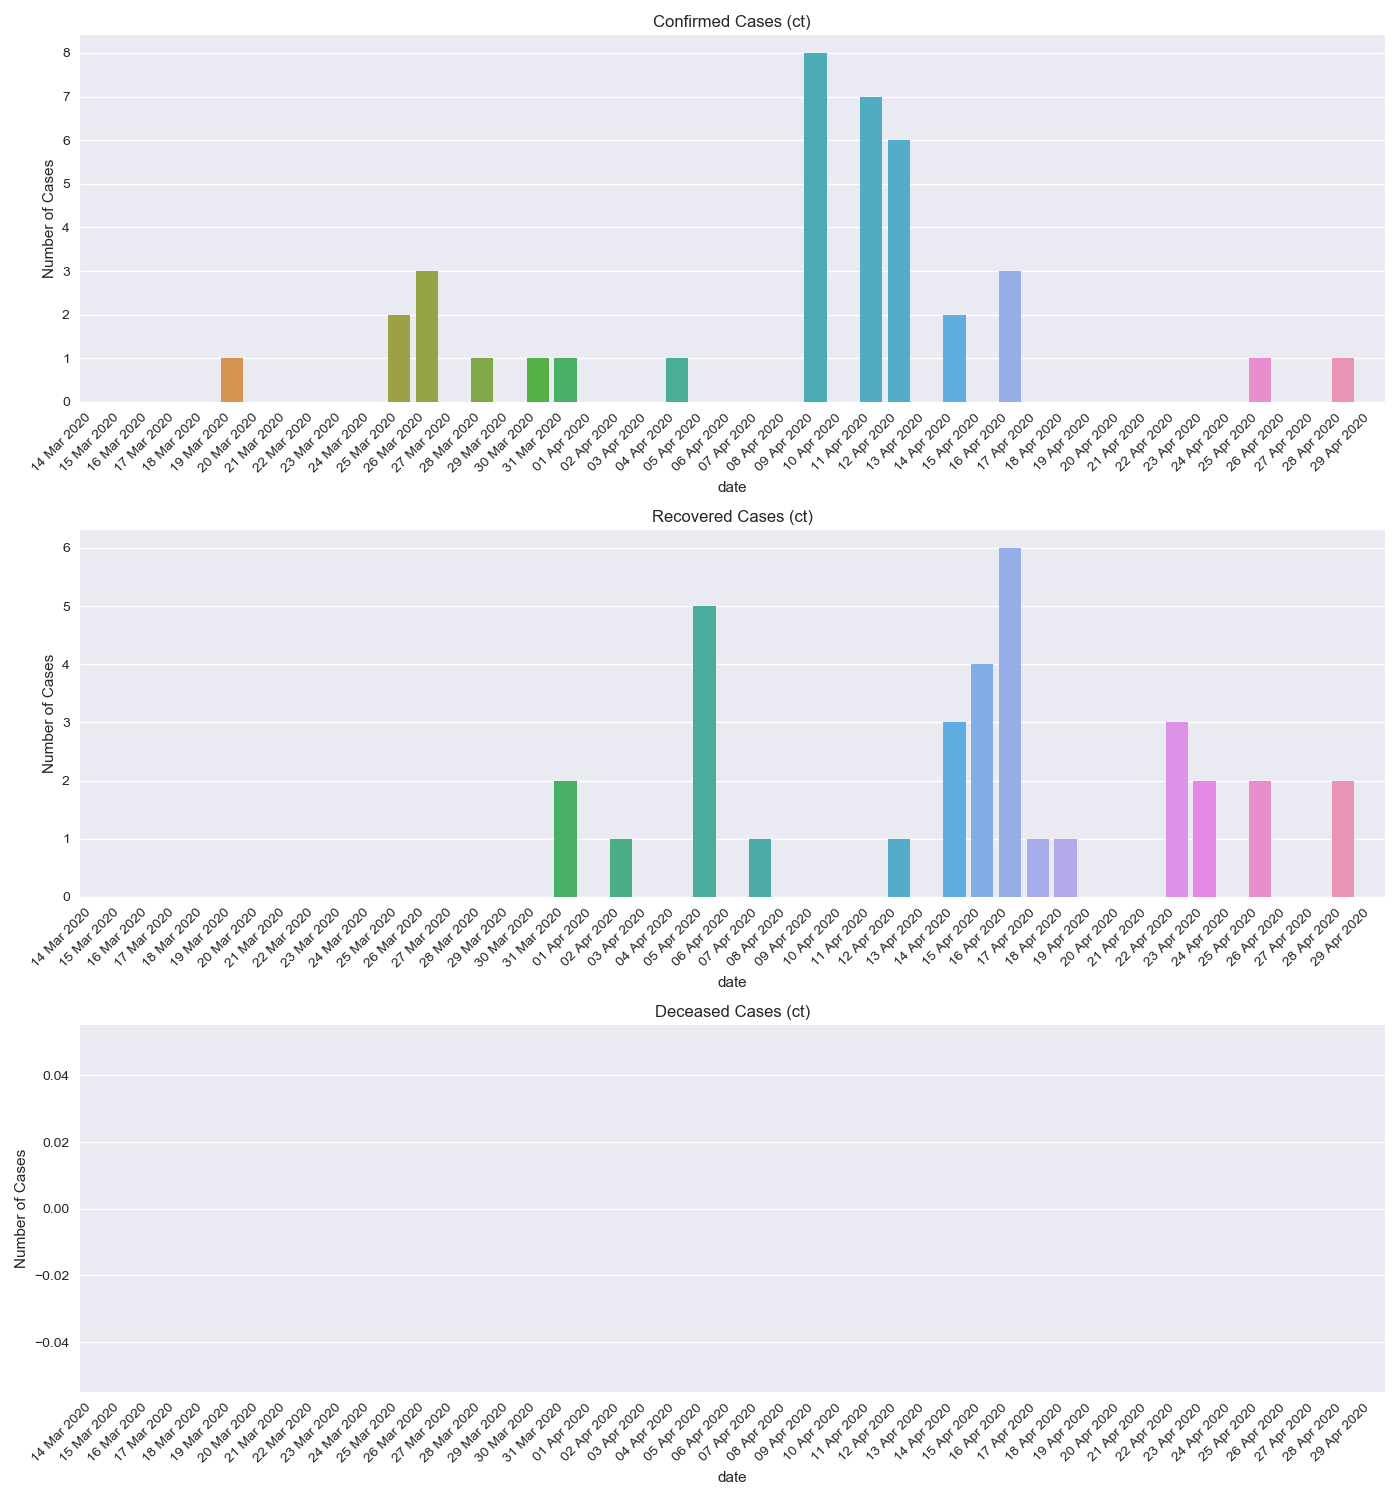 Confirmed Cases (ct)
Number of Cases
8
7
6
5
4
3
2
1
0
14 Mar 2020
15 Mar 2020
16 Mar 2020
17 Mar 2020
18 Mar 2020
19 Mar 2020
20 Mar 2020
21 Mar 2020
22 Mar 2020
23 Mar 2020
24 Mar 2020
25 Mar 2020
26 Mar 2020
27 Mar 2020
28 Mar 2020
29 Mar 2020
30 Mar 2020
31 Mar 2020
01 Apr 2020
02 Apr 2020
03 Apr 2020
04 Apr 2020
05 Apr 2020
06 Apr 2020
07 Apr 2020
08 Apr 2020
09 Apr 2020
10 Apr 2020
11 Apr 2020
12 Apr 2020
13 Apr 2020
14 Apr 2020
15 Apr 2020
16 Apr 2020
17 Apr 2020
18 Apr 2020
19 Apr 2020
20 Apr 2020
21 Apr 2020
22 Apr 2020
23 Apr 2020
24 Apr 2020
25 Apr 2020
26 Apr 2020
27 Apr 2020
28 Apr 2020
29 Apr 2020
date
Recovered Cases (ct)
Number of Cases
6
5
4
3
2
1
0
14 Mar 2020
15 Mar 2020
16 Mar 2020
17 Mar 2020
18 Mar 2020
19 Mar 2020
20 Mar 2020
21 Mar 2020
22 Mar 2020
23 Mar 2020
24 Mar 2020
25 Mar 2020
26 Mar 2020
27 Mar 2020
28 Mar 2020
29 Mar 2020
30 Mar 2020
31 Mar 2020
01 Apr 2020
02 Apr 2020
03 Apr 2020
04 Apr 2020
05 Apr 2020
06 Apr 2020
07 Apr 2020
08 Apr 2020
09 Apr 2020
10 Apr 2020
11 Apr 2020
12 Apr 2020
13 Apr 2020
14 Apr 2020
15 Apr 2020
16 Apr 2020
17 Apr 2020
18 Apr 2020
19 Apr 2020
20 Apr 2020
21 Apr 2020
22 Apr 2020
23 Apr 2020
24 Apr 2020
25 Apr 2020
26 Apr 2020
27 Apr 2020
28 Apr 2020
29 Apr 2020
date
Deceased Cases (ct)
Number of Cases
0.04
0.02
0.00
−0.02
−0.04
14 Mar 2020
15 Mar 2020
16 Mar 2020
17 Mar 2020
18 Mar 2020
19 Mar 2020
20 Mar 2020
21 Mar 2020
22 Mar 2020
23 Mar 2020
24 Mar 2020
25 Mar 2020
26 Mar 2020
27 Mar 2020
28 Mar 2020
29 Mar 2020
30 Mar 2020
31 Mar 2020
01 Apr 2020
02 Apr 2020
03 Apr 2020
04 Apr 2020
05 Apr 2020
06 Apr 2020
07 Apr 2020
08 Apr 2020
09 Apr 2020
10 Apr 2020
11 Apr 2020
12 Apr 2020
13 Apr 2020
14 Apr 2020
15 Apr 2020
16 Apr 2020
17 Apr 2020
18 Apr 2020
19 Apr 2020
20 Apr 2020
21 Apr 2020
22 Apr 2020
23 Apr 2020
24 Apr 2020
25 Apr 2020
26 Apr 2020
27 Apr 2020
28 Apr 2020
29 Apr 2020
date